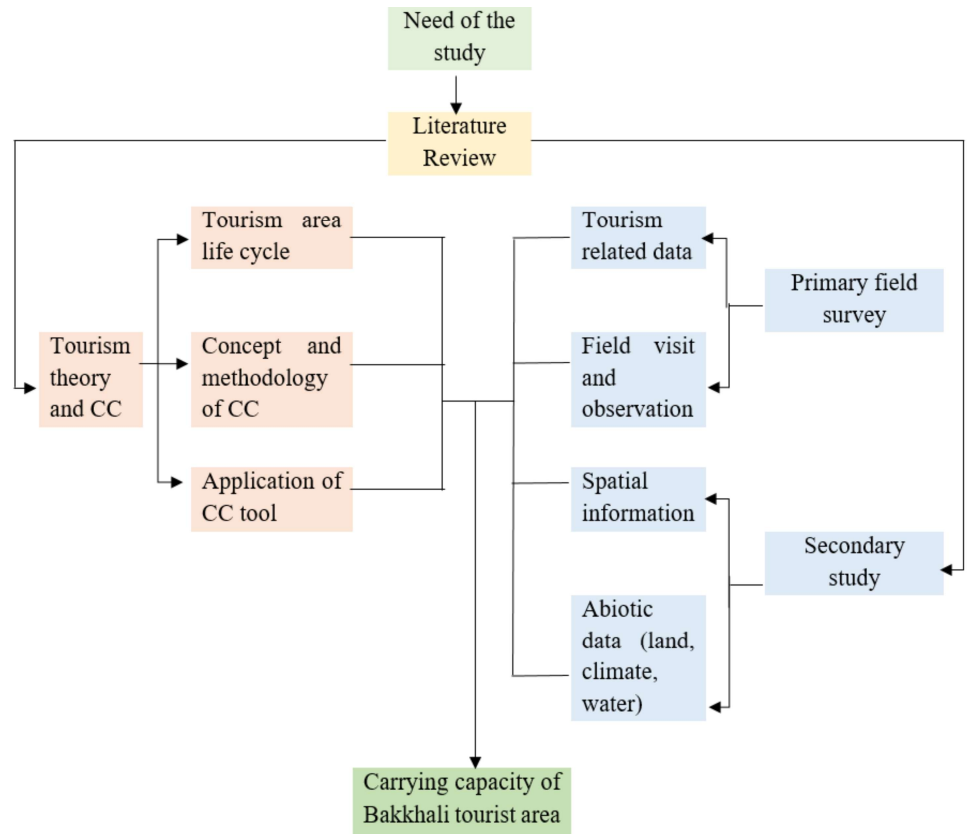 Need of the
study
Literature
Review
Tourism area
life cycle
Tourism
theory
and CC
Concept and
methodology
of CC
Application of
CC tool
Tourism
related data
Field visit
and
observation
Primary field
survey
Spatial
information
Abiotic
data (land,
climate,
water)
Secondary
study
Carrying capacity of
Bakkhali tourist area